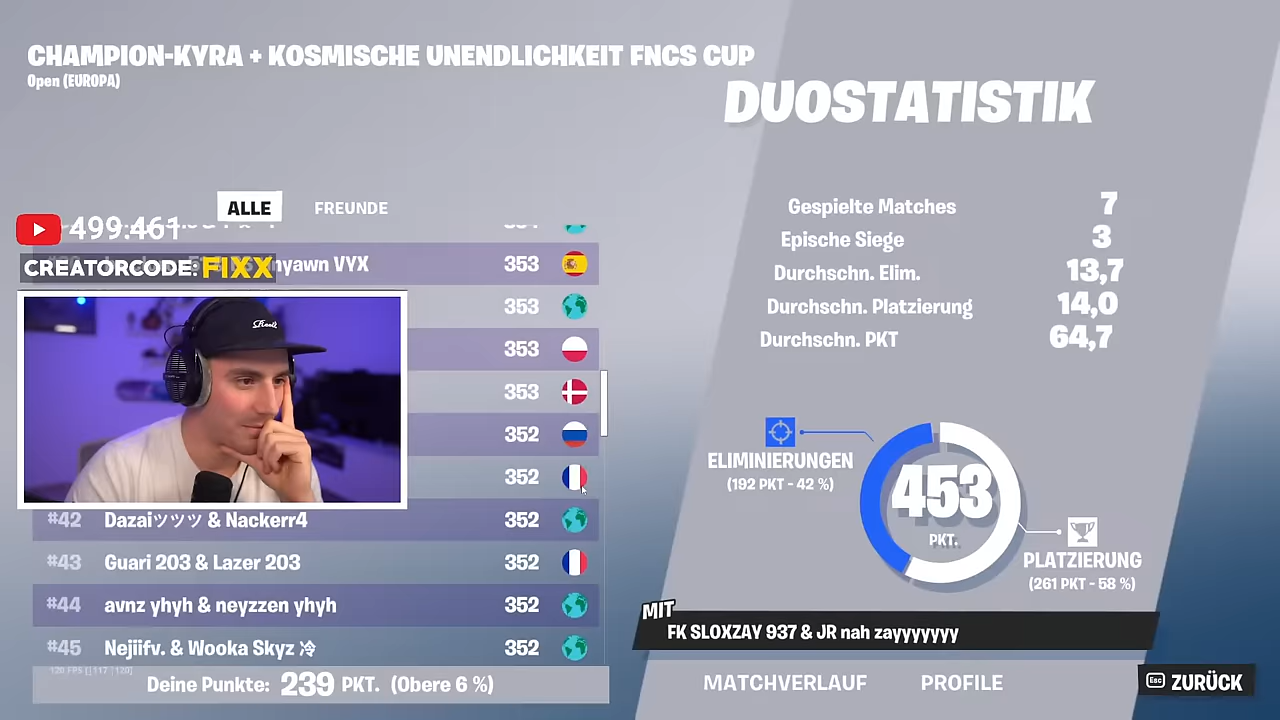 CHAMPION-KYRA + KOSMISCHE UNENDLICHKEIT FNCS CUP
Open (EUROPA)
DUOSTATISTIK
ALLE
FREUNDE
499.461
CREATORCODE: FIXX
nyawn VYX 353
353
353
353
352
352
#42 Dazaiツツツ & Nackerr4 352
#43 Guari 203 & Lazer 203 352
#44 avnz yhyh & neyzzen yhyh 352
#45 Nejiifv. & Wooka Skyz 冷 352
Deine Punkte: 239 PKT. (Obere 6 %)
Gespielte Matches 7
Epische Siege 3
Durchschn. Elim. 13,7
Durchschn. Platzierung 14,0
Durchschn. PKT 64,7
ELIMINIERUNGEN
(192 PKT - 42 %)
453
PKT.
PLATZIERUNG
(261 PKT - 58 %)
MIT
FK SLOXZAY 937 & JR nah zayyyyyyy
MATCHVERLAUF
PROFILE
Esc ZURÜCK